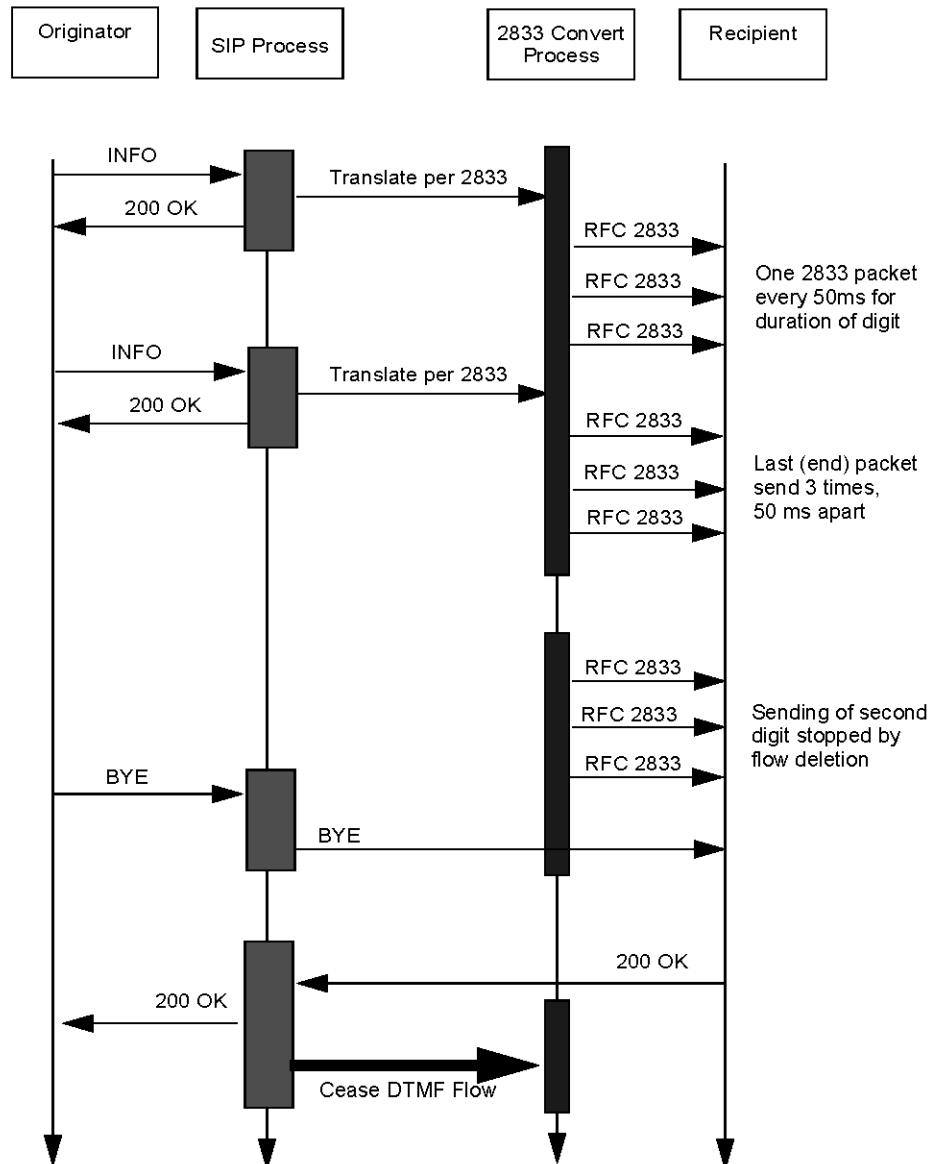 Originator
SIP Process
2833 Convert
Process
Recipient
INFO
Translate per 2833
200 OK
RFC 2833
RFC 2833
RFC 2833
One 2833 packet
every 50ms for
duration of digit
INFO
Translate per 2833
200 OK
RFC 2833
RFC 2833
RFC 2833
Last (end) packet
send 3 times,
50 ms apart
RFC 2833
RFC 2833
RFC 2833
Sending of second
digit stopped by
flow deletion
BYE
BYE
200 OK
200 OK
Cease DTMF Flow